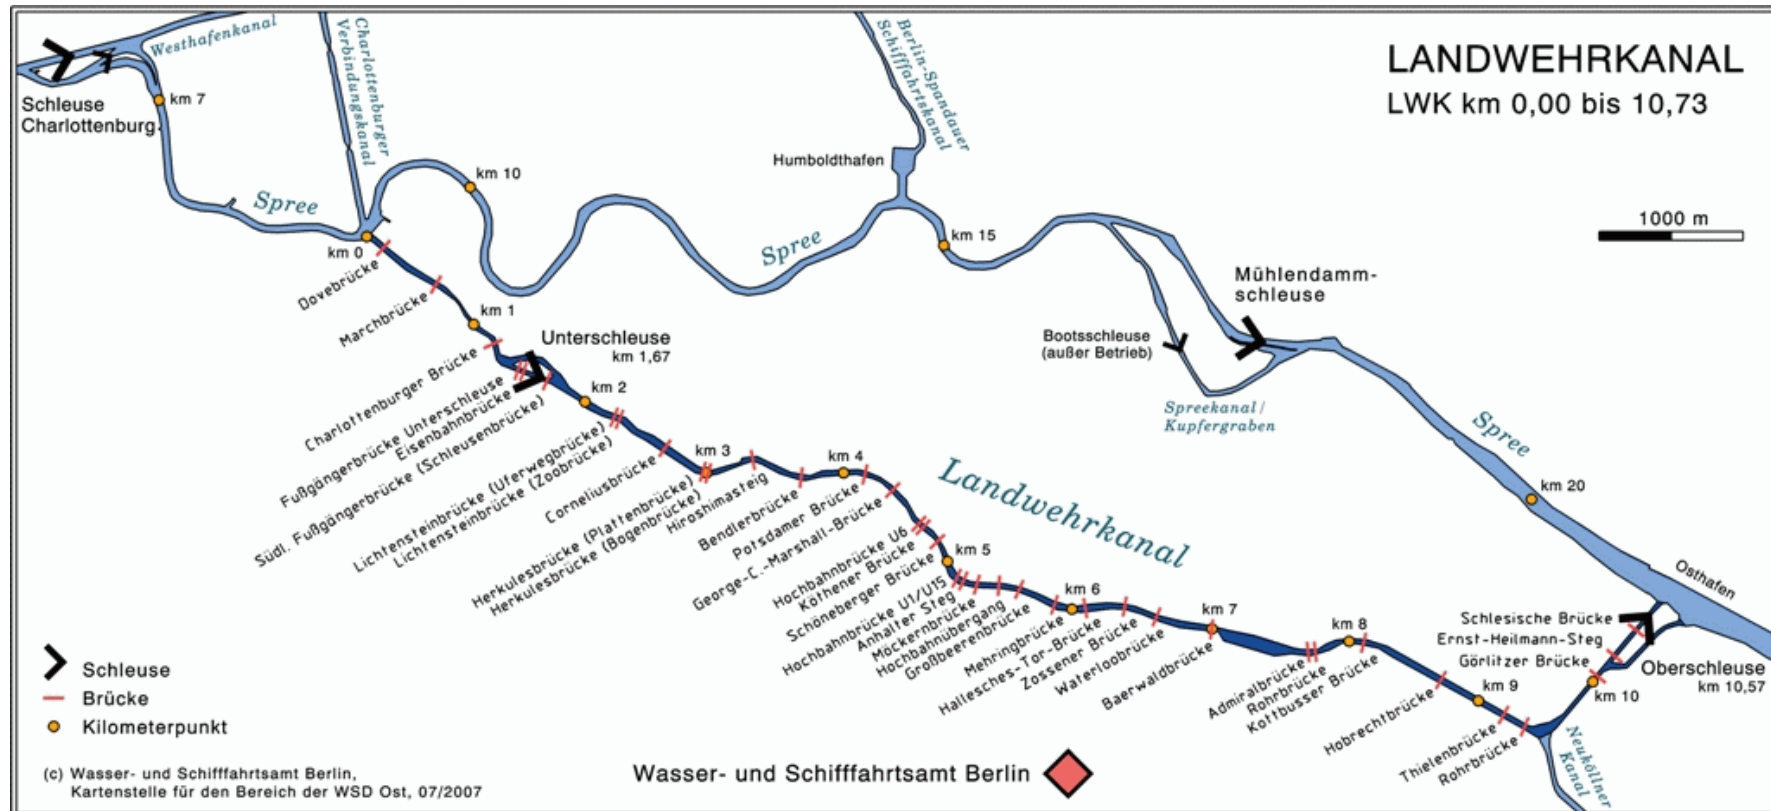 LANDWEHRKANAL
LWK km 0,00 bis 10,73
1000 m
Westhafenkanal
Charlottenburger
Verbindungskanal
Berlin-Spandauer
Schifffahrtskanal
Schleuse
Charlottenburg
km 7
km 10
Humboldthafen
Spree
km 0
Spree
km 15
Mühlendamm-
schleuse
Bootsschleuse
(außer Betrieb)
Spreekanal/
Kupfergraben
Spree
km 20
Osthafen
Dovebrücke
Marchbrücke
km 1
Unterschleuse
km 1,67
Charlottenburger Brücke
Fußgängerbrücke Unterschleuse
Eisenbahnbrücke
Südl. Fußgängerbrücke (Schleusenbrücke)
km 2
Lichtensteinbrücke (Uferwegbrücke)
Lichtensteinbrücke (Zoobrücke)
Corneliusbrücke
km 3
Herkulesbrücke (Plattenbrücke)
Herkulesbrücke (Bogenbrücke)
Hiroshimasteig
Bendlerbrücke
km 4
Potsdamer Brücke
George-C.-Marshall-Brücke
Landwehrkanal
Hochbahnbrücke U6
Köthener Brücke
Schöneberger Brücke
km 5
Hochbahnbrücke U1/U15
Anhalter Steg
Möckernbrücke
Hochbahnübergang
Großbeerenbrücke
Mehringbrücke
km 6
Hallesches-Tor-Brücke
Zossener Brücke
Waterloobrücke
Baerwaldbrücke
km 7
Admiralbrücke
Rohrbrücke
km 8
Kottbusser Brücke
Hobrechtbrücke
km 9
Thielenbrücke
Rohrbrücke
Neuköllner
Kanal
km 10
Schlesische Brücke
Ernst-Heilmann-Steg
Görlitzer Brücke
Oberschleuse
km 10,57
Schleuse
Brücke
Kilometerpunkt
(c) Wasser- und Schifffahrtsamt Berlin,
Kartenstelle für den Bereich der WSD Ost, 07/2007
Wasser- und Schifffahrtsamt Berlin